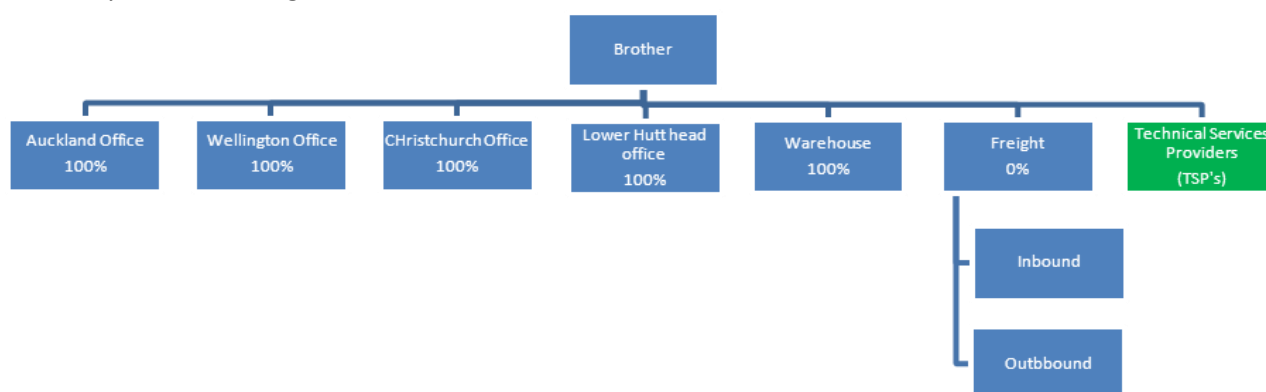 Brother
Auckland Office
100%
Wellington Office
100%
CHristchurch Office
100%
Lower Hutt head
office
100%
Warehouse
100%
Freight
0%
Technical Services
Providers
(TSP's)
Inbound
Outbbound